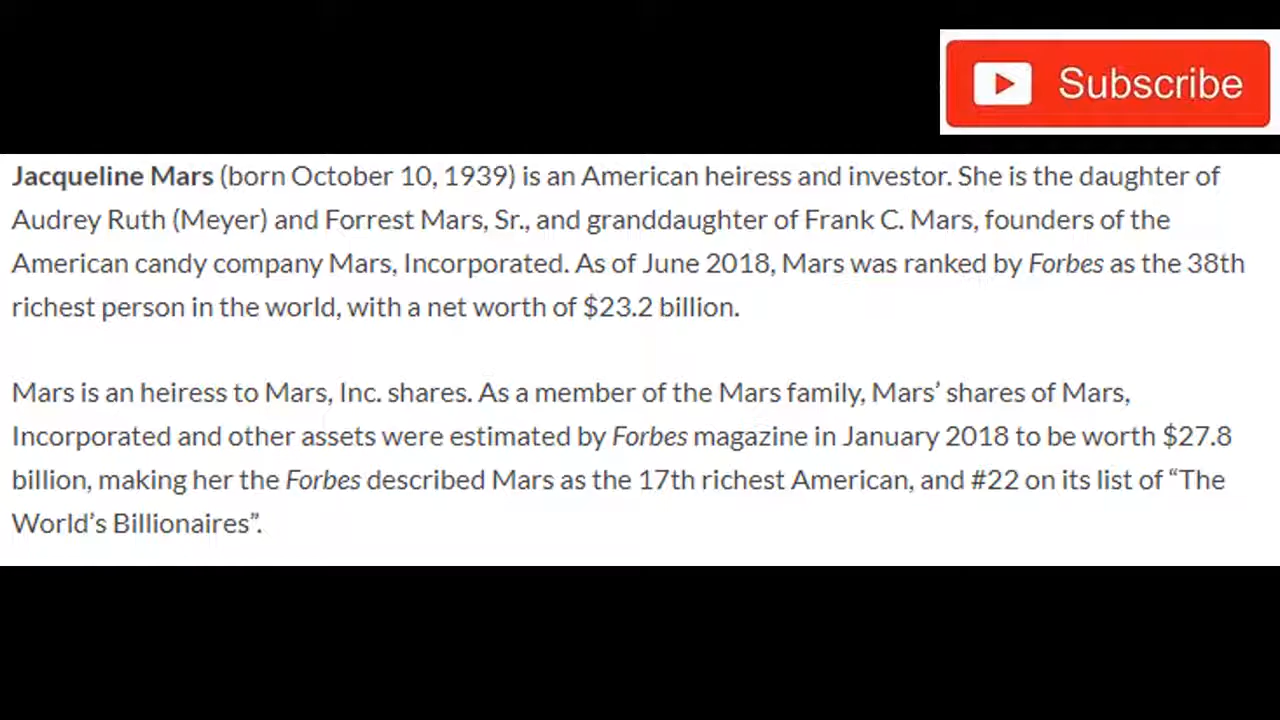 Subscribe
Jacqueline Mars (born October 10, 1939) is an American heiress and investor. She is the daughter of
Audrey Ruth (Meyer) and Forrest Mars, Sr., and granddaughter of Frank C. Mars, founders of the
American candy company Mars, Incorporated. As of June 2018, Mars was ranked by Forbes as the 38th
richest person in the world, with a net worth of $23.2 billion.
Mars is an heiress to Mars, Inc. shares. As a member of the Mars family, Mars’ shares of Mars,
Incorporated and other assets were estimated by Forbes magazine in January 2018 to be worth $27.8
billion, making her the Forbes described Mars as the 17th richest American, and #22 on its list of “The
World’s Billionaires”.